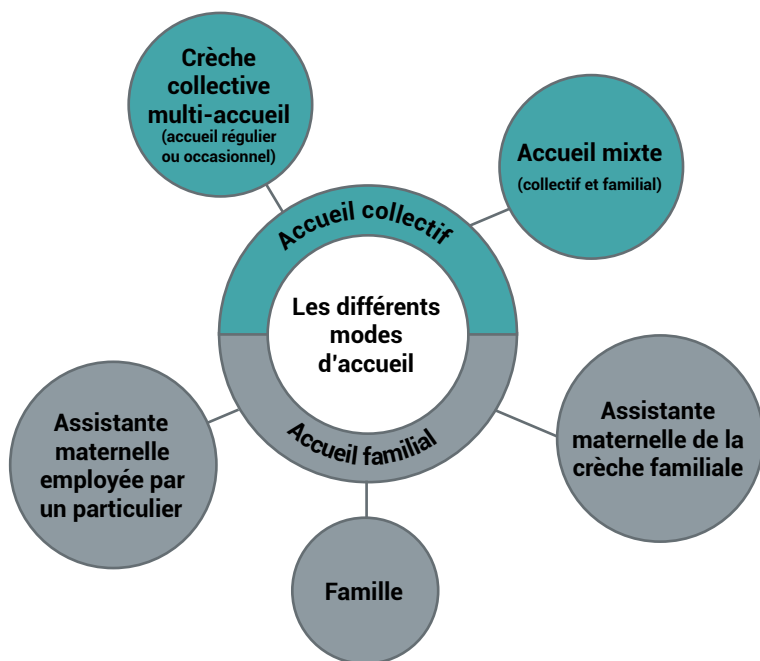 Crèche
collective
multi-accueil
(accueil régulier
ou occasionnel)
Accueil mixte
(collectif et familial)
Accueil collectif
Les différents
modes
d'accueil
Accueil familial
Assistante
maternelle
employée par
un particulier
Assistante
maternelle de la
crèche familiale
Famille